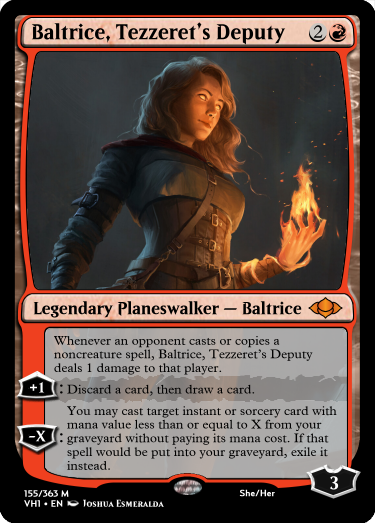 Baltrice, Tezzeret's Deputy 2
Legendary Planeswalker — Baltrice
Whenever an opponent casts or copies a
noncreature spell, Baltrice, Tezzeret's Deputy
deals 1 damage to that player.
+1 : Discard a card, then draw a card.
You may cast target instant or sorcery card with
mana value less than or equal to X from your
-X : graveyard without paying its mana cost. If that
spell would be put into your graveyard, exile it
instead.
3
155/363 M She/Her
VH1 • EN Joshua Esmeralda